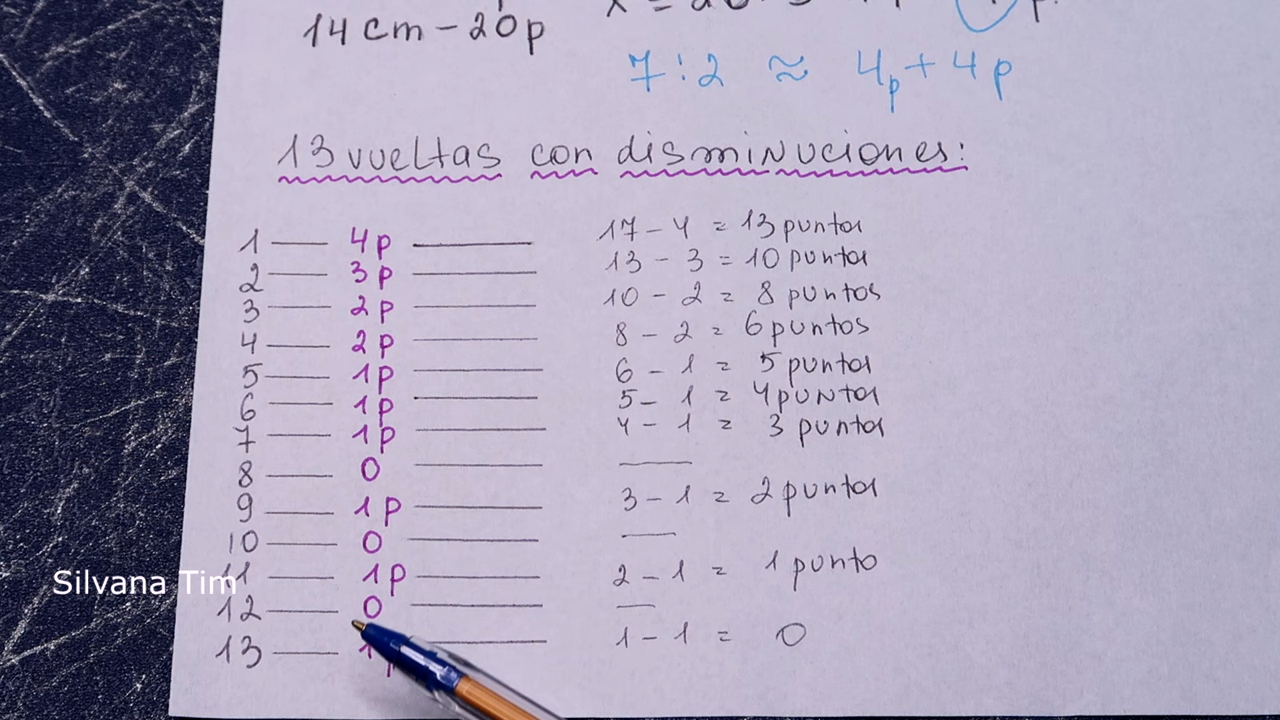 14 cm - 20p
7 : 2 ≈ 4p + 4p
13 vueltas con disminuciones:
1 — 4p — 17 - 4 = 13 puntos
2 — 3p — 13 - 3 = 10 puntos
3 — 2p — 10 - 2 = 8 puntos
4 — 2p — 8 - 2 = 6 puntos
5 — 1p — 6 - 1 = 5 puntos
6 — 1p — 5 - 1 = 4 puntos
7 — 1p — 4 - 1 = 3 puntos
8 — 0 — —
9 — 1p — 3 - 1 = 2 puntos
10 — 0 — —
11 — 1p — 2 - 1 = 1 punto
12 — 0 — —
13 — 1p — 1 - 1 = 0
Silvana Tim